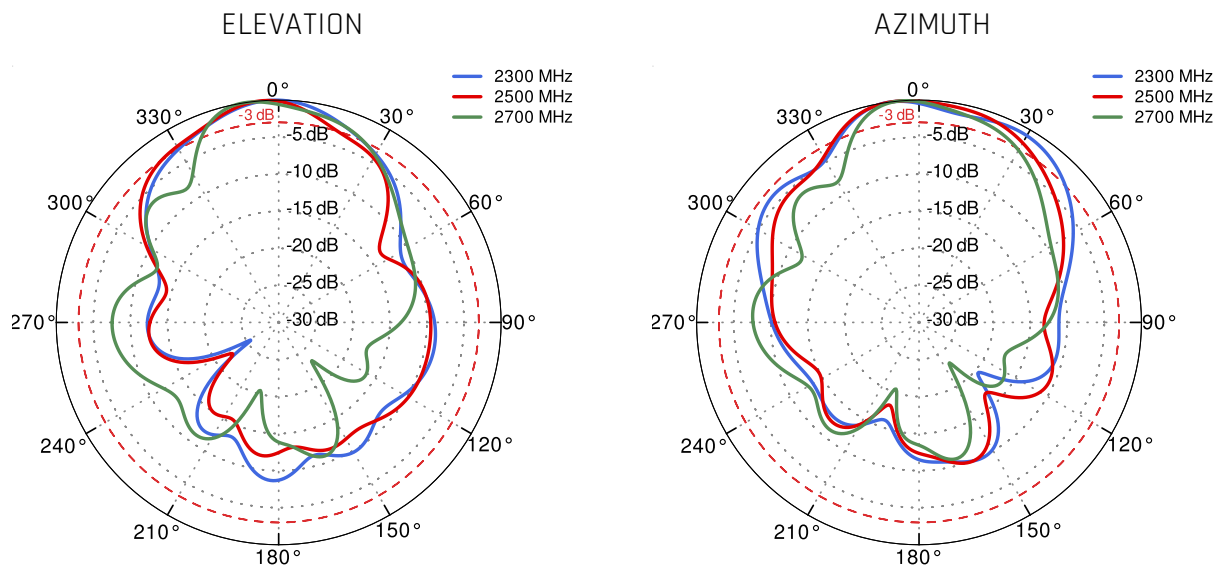 ELEVATION
2300 MHz
2500 MHz
2700 MHz
0°
30°
60°
90°
120°
150°
180°
210°
240°
270°
300°
330°
-3 dB
-5 dB
-10 dB
-15 dB
-20 dB
-25 dB
-30 dB
AZIMUTH
2300 MHz
2500 MHz
2700 MHz
0°
30°
60°
90°
120°
150°
180°
210°
240°
270°
300°
330°
-3 dB
-5 dB
-10 dB
-15 dB
-20 dB
-25 dB
-30 dB